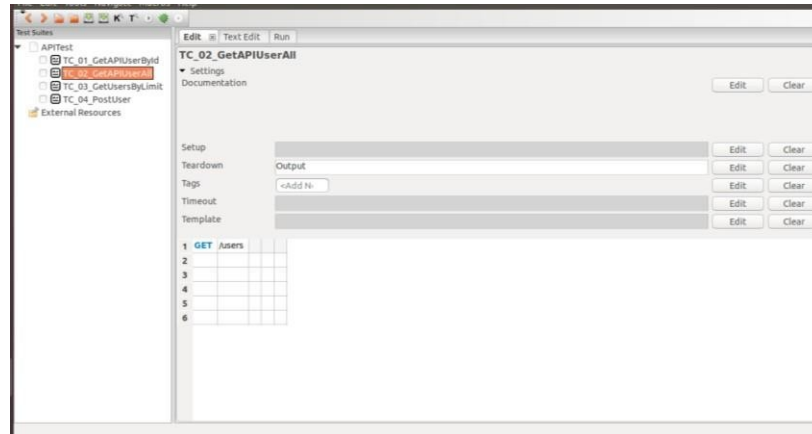 Test Suites
APITest
TC_01_GetAPIUserById
TC_02_GetAPIUserAll
TC_03_GetUsersByLimit
TC_04_PostUser
External Resources
Edit Text Edit Run
TC_02_GetAPIUserAll
Settings
Documentation Edit Clear
Setup Edit Clear
Teardown Output Edit Clear
Tags <Add N Edit Clear
Timeout Edit Clear
Template Edit Clear
1 GET /users
2
3
4
5
6